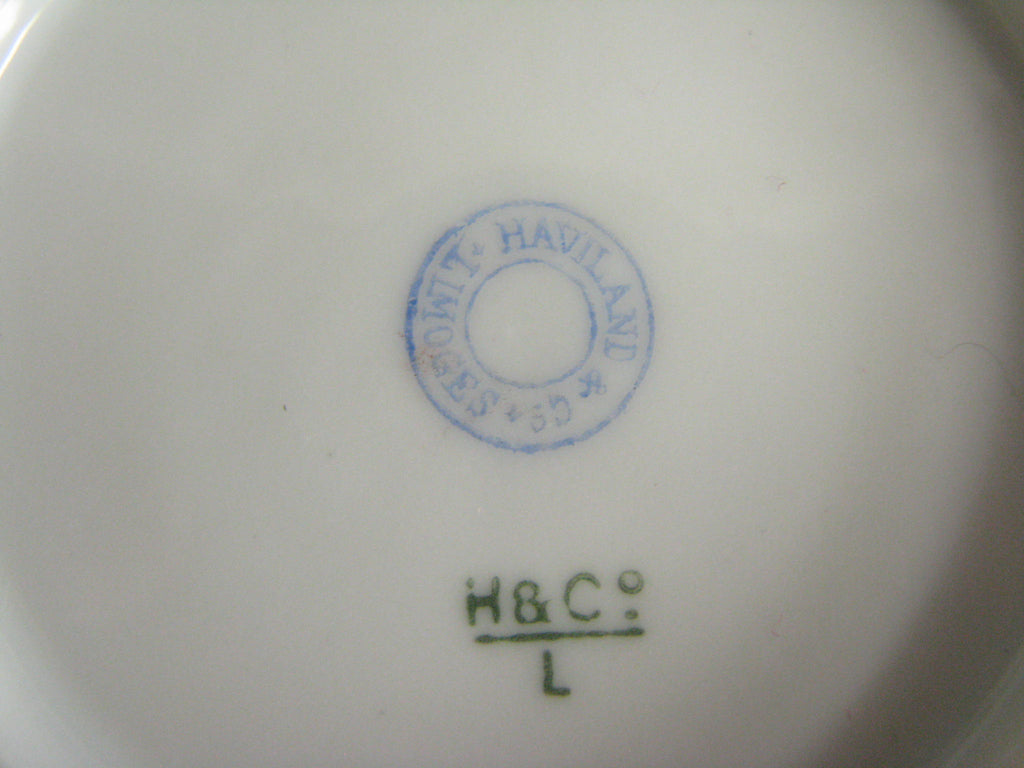 HAVILAND & Co
LIMOGES
H & Co
L